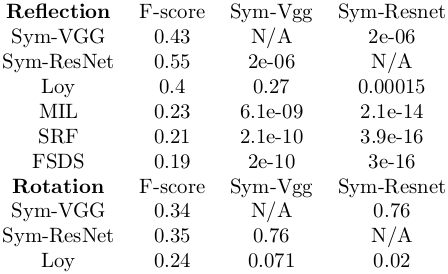 Reflection F-score Sym-Vgg Sym-Resnet
Sym-VGG 0.43 N/A 2e-06
Sym-ResNet 0.55 2e-06 N/A
Loy 0.4 0.27 0.00015
MIL 0.23 6.1e-09 2.1e-14
SRF 0.21 2.1e-10 3.9e-16
FSDS 0.19 2e-10 3e-16
Rotation F-score Sym-Vgg Sym-Resnet
Sym-VGG 0.34 N/A 0.76
Sym-ResNet 0.35 0.76 N/A
Loy 0.24 0.071 0.02